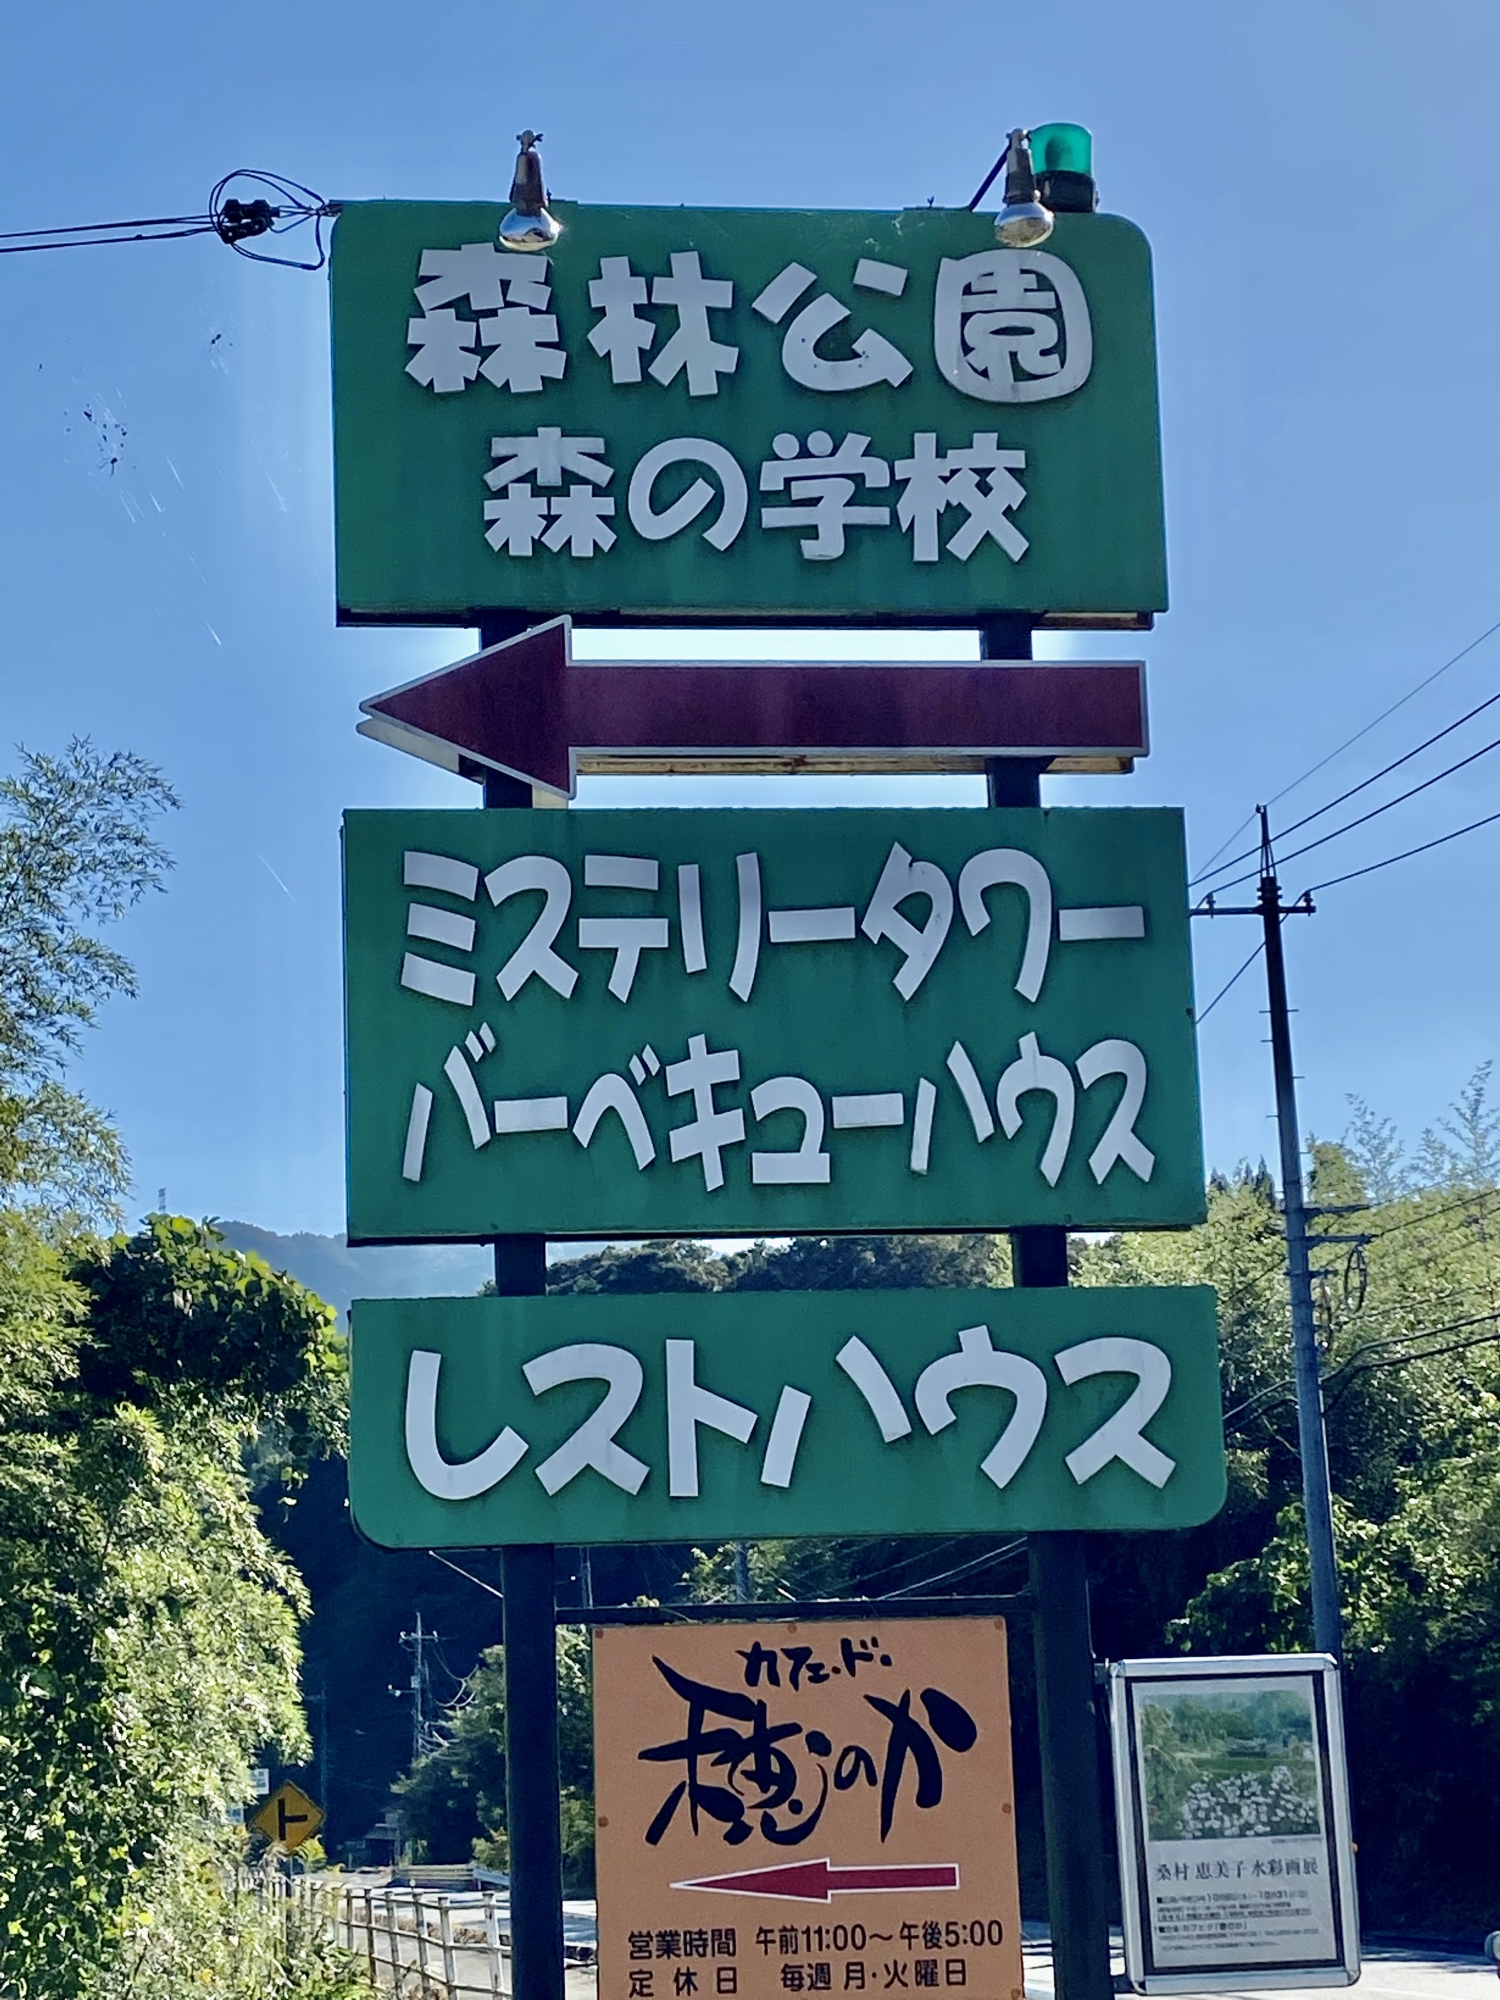 森林公園
森の学校
ミステリータワー
バーベキューハウス
レストハウス
カフェ・ド・
穂のか
営業時間 午前11:00～午後5:00
定休日 毎週月・火曜日
桑村恵美子水彩画展